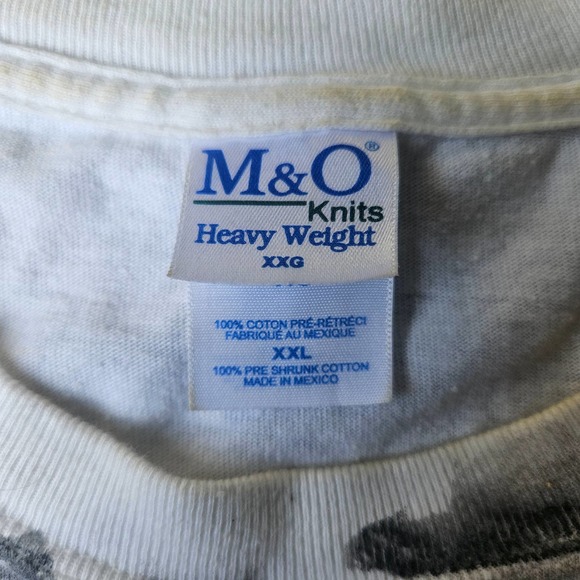 M&O®
Knits
Heavy Weight
XXG
100% COTON PRÉ-RÉTRÉCI
FABRIQUÉ AU MEXIQUE
XXL
100% PRE SHRUNK COTTON
MADE IN MEXICO